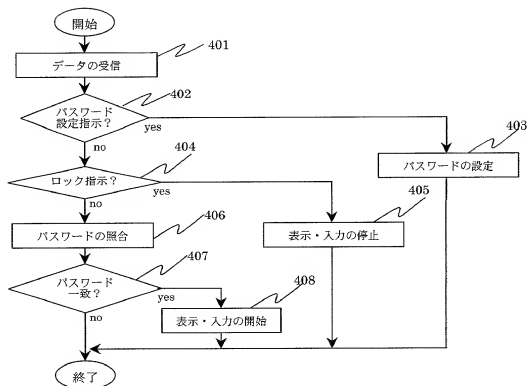 開始
401
データの受信
402
パスワード
設定指示?
yes
no
403
パスワードの設定
404
ロック指示?
yes
no
405
表示・入力の停止
406
パスワードの照合
407
パスワード
一致?
yes
no
408
表示・入力の開始
終了